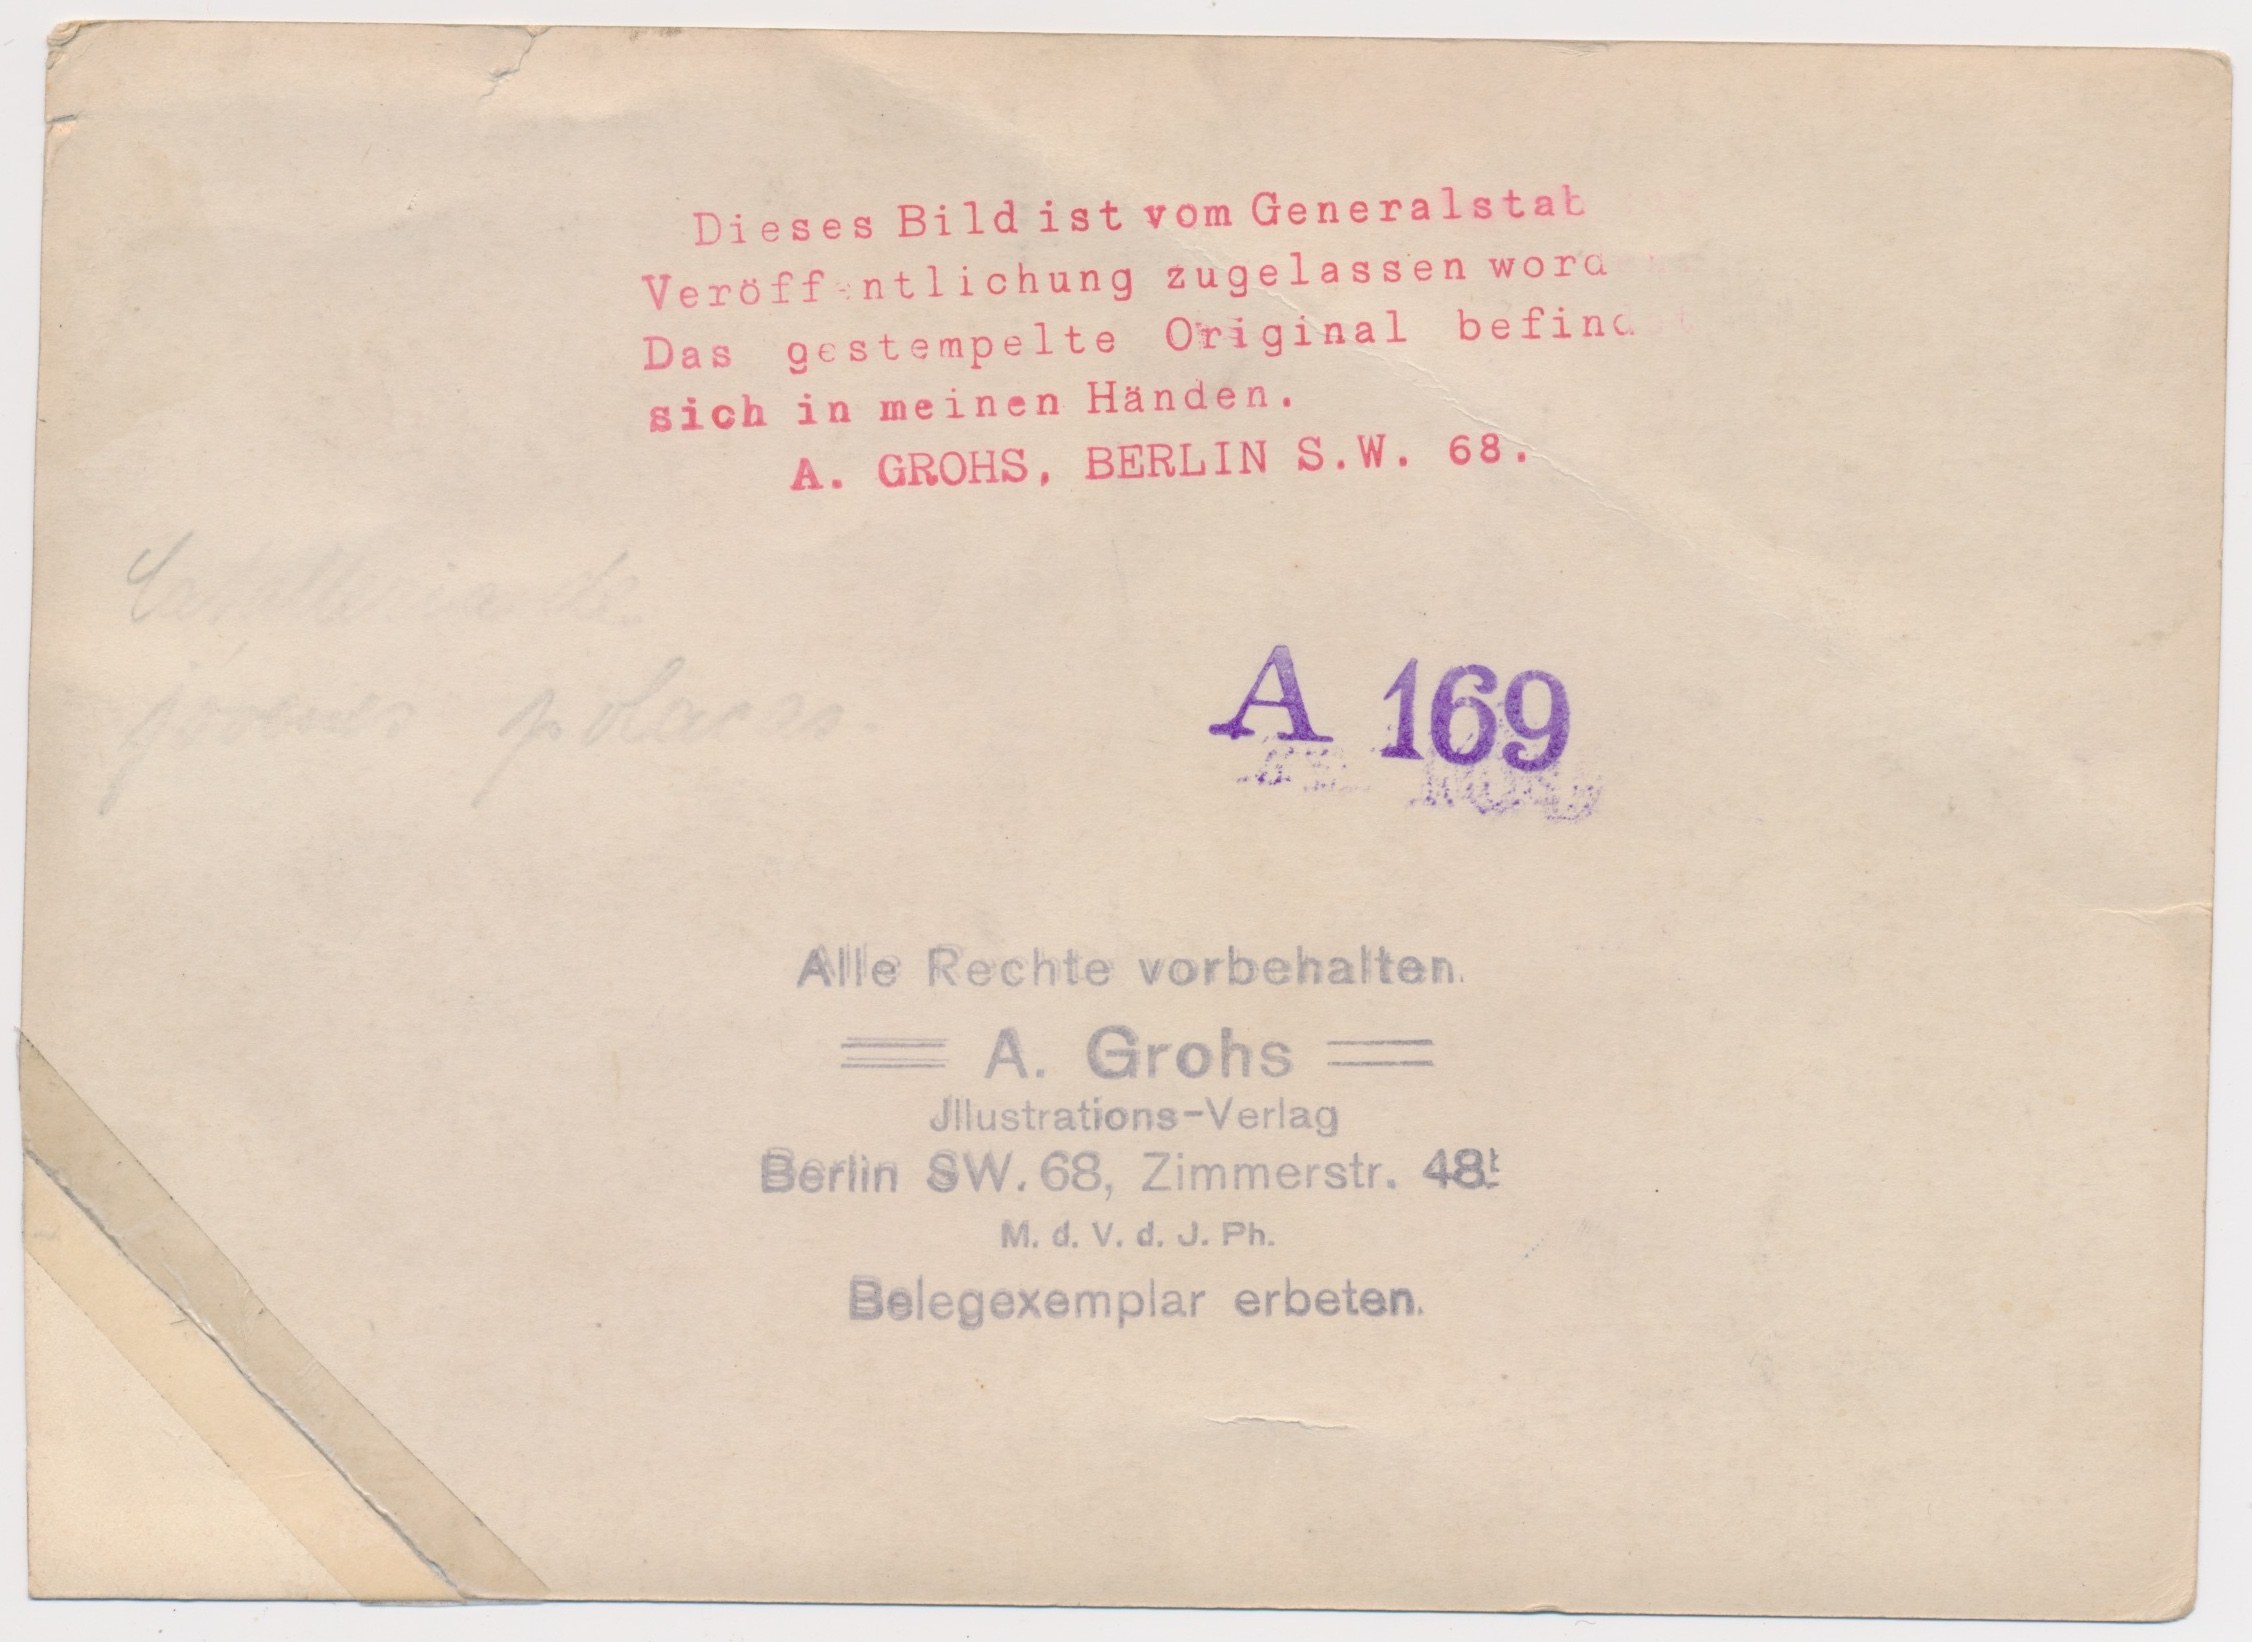 Dieses Bild ist vom Generalstab
Veröffentlichung zugelassen word
Das gestempelte Original befind
sich in meinen Händen.
A. GROHS, BERLIN S.W. 68.
polacas.
A 169
Alle Rechte vorbehalten.
A. Grohs
Jllustrations-Verlag
Berlin SW. 68, Zimmerstr. 48
M. d. V. d. J. Ph.
Belegexemplar erbeten.